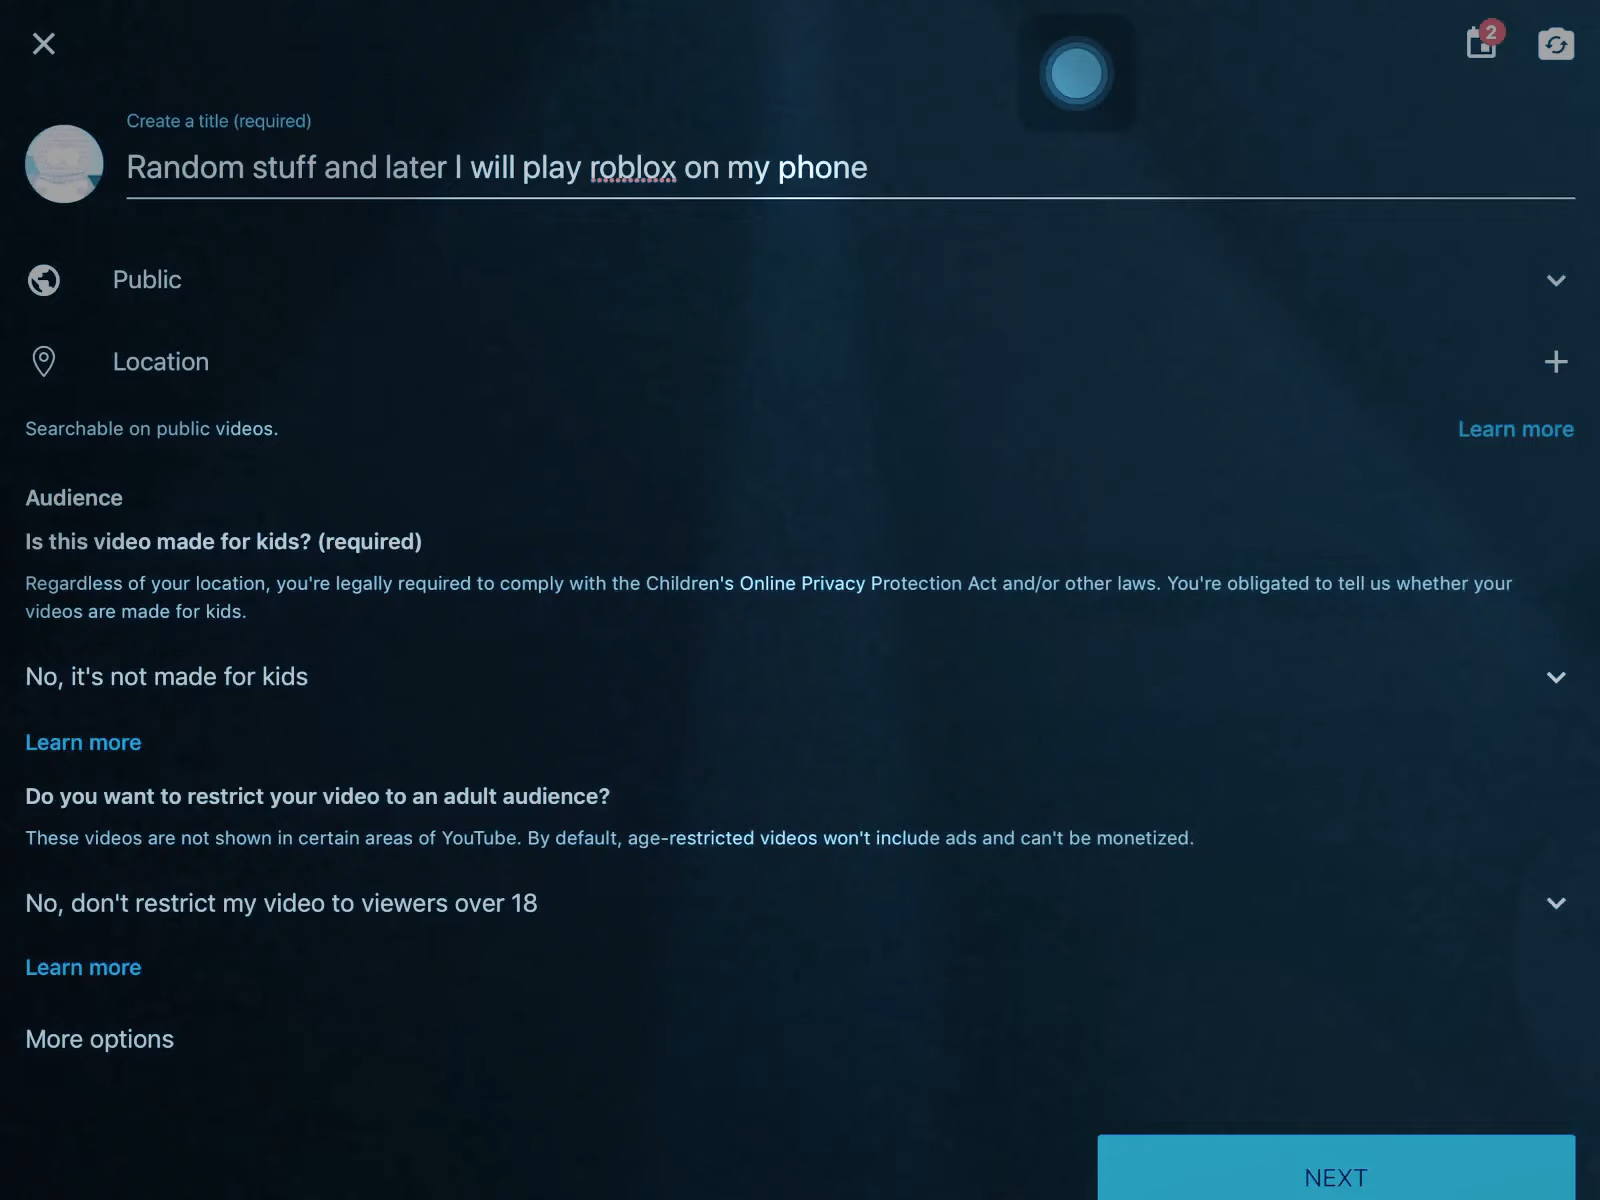 2
Create a title (required)
Random stuff and later I will play roblox on my phone
Public
Location
Searchable on public videos.
Learn more
Audience
Is this video made for kids? (required)
Regardless of your location, you're legally required to comply with the Children's Online Privacy Protection Act and/or other laws. You're obligated to tell us whether your
videos are made for kids.
No, it's not made for kids
Learn more
Do you want to restrict your video to an adult audience?
These videos are not shown in certain areas of YouTube. By default, age-restricted videos won't include ads and can't be monetized.
No, don't restrict my video to viewers over 18
Learn more
More options
NEXT